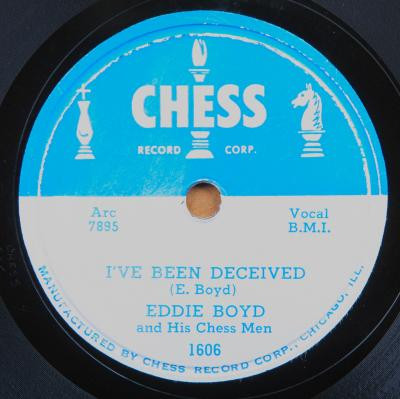 CHESS
RECORD CORP.
Arc
7895
Vocal
B.M.I.
I'VE BEEN DECEIVED
(E. Boyd)
EDDIE BOYD
and His Chess Men
1606
MANUFACTURED BY CHESS RECORD CORP., CHICAGO, ILL.